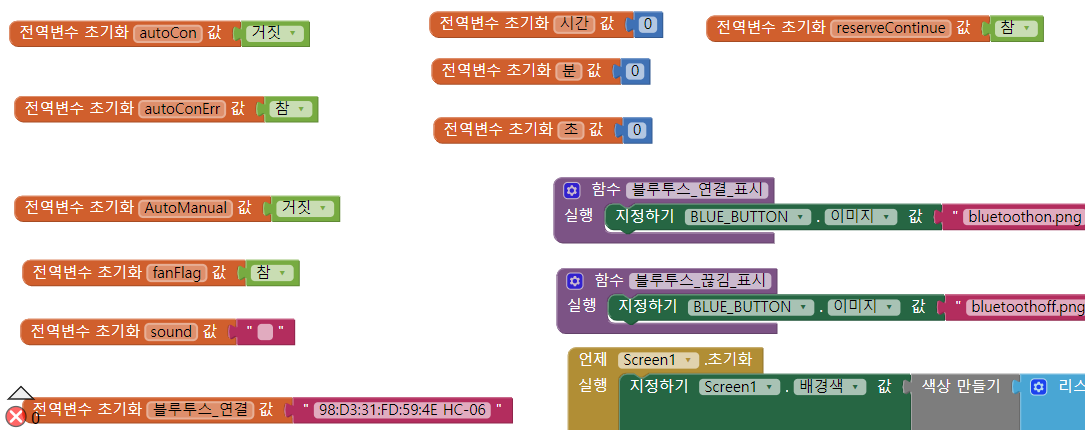 전역변수 초기화 autoCon 값 거짓
전역변수 초기화 시간 값 0
전역변수 초기화 reserveContinue 값 참
전역변수 초기화 분 값 0
전역변수 초기화 autoConErr 값 참
전역변수 초기화 초 값 0
전역변수 초기화 AutoManual 값 거짓
함수 블루투스_연결_표시
실행 지정하기 BLUE_BUTTON . 이미지 값 " bluetoothon.png
전역변수 초기화 fanFlag 값 참
함수 블루투스_끊김_표시
실행 지정하기 BLUE_BUTTON . 이미지 값 " bluetoothoff.png
전역변수 초기화 sound 값 " "
언제 Screen1 .초기화
실행 지정하기 Screen1 . 배경색 값 색상 만들기 리스
0 전역변수 초기화 블루투스_연결 값 " 98:D3:31:FD:59:4E HC-06 "